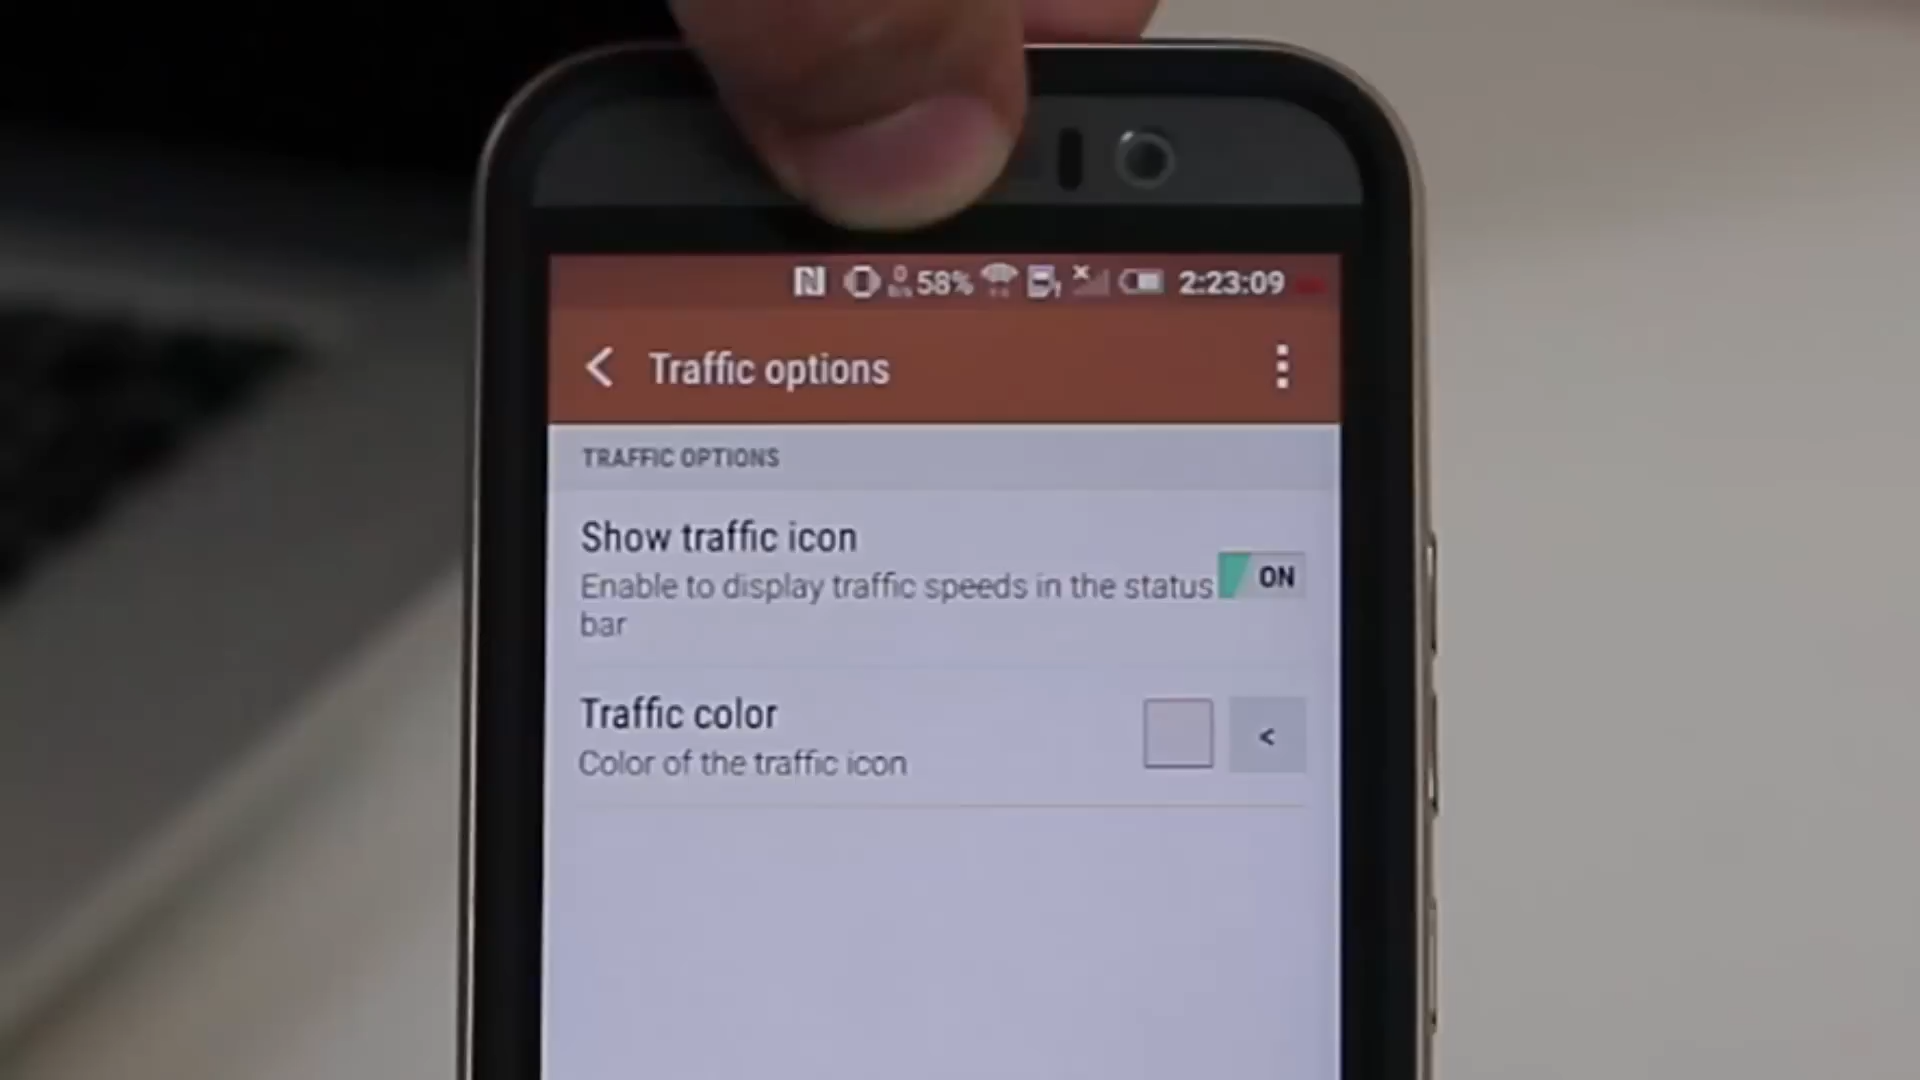 58% 2:23:09
Traffic options
TRAFFIC OPTIONS
Show traffic icon
Enable to display traffic speeds in the status
bar
ON
Traffic color
Color of the traffic icon
<